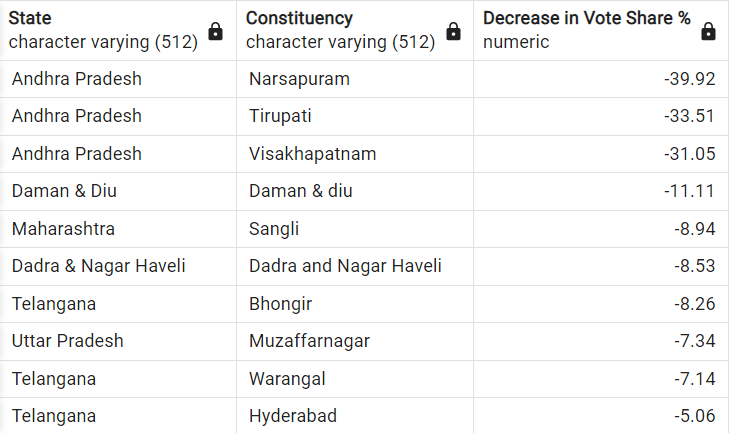 State Constituency Decrease in Vote Share %
character varying (512) character varying (512) numeric
Andhra Pradesh Narsapuram -39.92
Andhra Pradesh Tirupati -33.51
Andhra Pradesh Visakhapatnam -31.05
Daman & Diu Daman & diu -11.11
Maharashtra Sangli -8.94
Dadra & Nagar Haveli Dadra and Nagar Haveli -8.53
Telangana Bhongir -8.26
Uttar Pradesh Muzaffarnagar -7.34
Telangana Warangal -7.14
Telangana Hyderabad -5.06